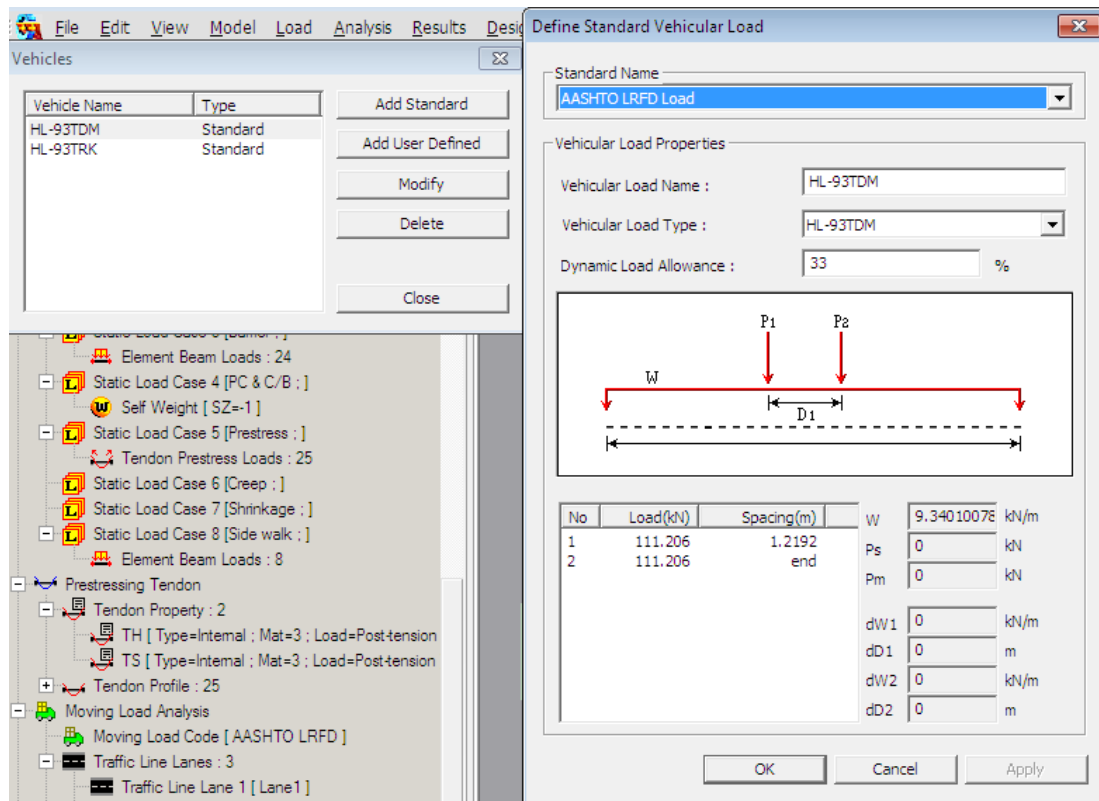 File Edit View Model Load Analysis Results
Vehicles
Vehicle Name Type
HL-93TDM Standard
HL-93TRK Standard
Add Standard
Add User Defined
Modify
Delete
Close
Element Beam Loads : 24
Static Load Case 4 [PC & C/B ; ]
Self Weight [ SZ=-1 ]
Static Load Case 5 [Prestress ; ]
Tendon Prestress Loads : 25
Static Load Case 6 [Creep ; ]
Static Load Case 7 [Shrinkage ; ]
Static Load Case 8 [Side walk ; ]
Element Beam Loads : 8
Prestressing Tendon
Tendon Property : 2
TH [ Type=Internal ; Mat=3 ; Load=Post-tension
TS [ Type=Internal ; Mat=3 ; Load=Post-tension
Tendon Profile : 25
Moving Load Analysis
Moving Load Code [ AASHTO LRFD ]
Traffic Line Lanes : 3
Traffic Line Lane 1 [ Lane1 ]
Define Standard Vehicular Load
Standard Name
AASHTO LRFD Load
Vehicular Load Properties
Vehicular Load Name : HL-93TDM
Vehicular Load Type : HL-93TDM
Dynamic Load Allowance : 33 %
P1 P2
W
D1
No Load(kN) Spacing(m)
1 111.206 1.2192
2 111.206 end
W 9.34010078 kN/m
Ps 0 kN
Pm 0 kN
dW1 0 kN/m
dD1 0 m
dW2 0 kN/m
dD2 0 m
OK Cancel Apply